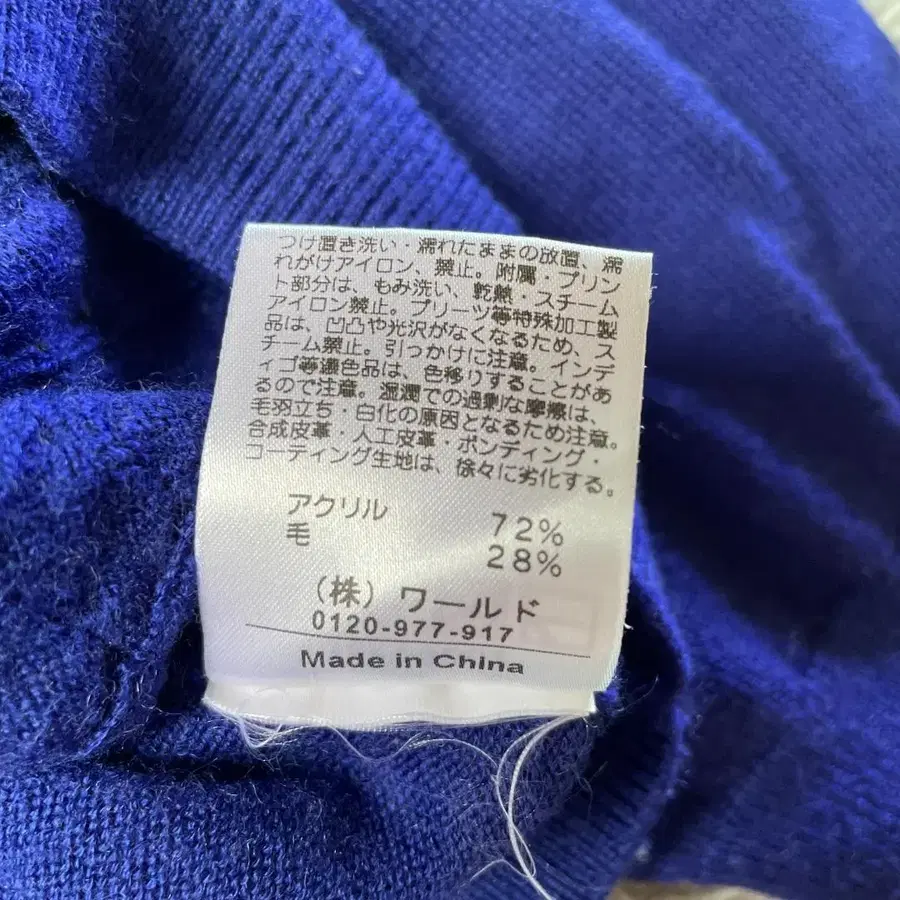 つけ置き洗い・濡れたままの放置、濡
れがけアイロン、禁止。附属・プリン
ト部分は、もみ洗い、乾熱・スチーム
アイロン禁止。プリーツ等特殊加工製
品は、凹凸や光沢がなくなるため、ス
チーム禁止。引っかけに注意。インデ
ィゴ等濃色品は、色移りすることがあ
るので注意。湿潤での過剰な摩擦は、
毛羽立ち・白化の原因となるため注意。
合成皮革・人工皮革・ボンディング・
コーティング生地は、徐々に劣化する。
アクリル 72%
毛 28%
(株) ワールド
0120-977-917
Made in China